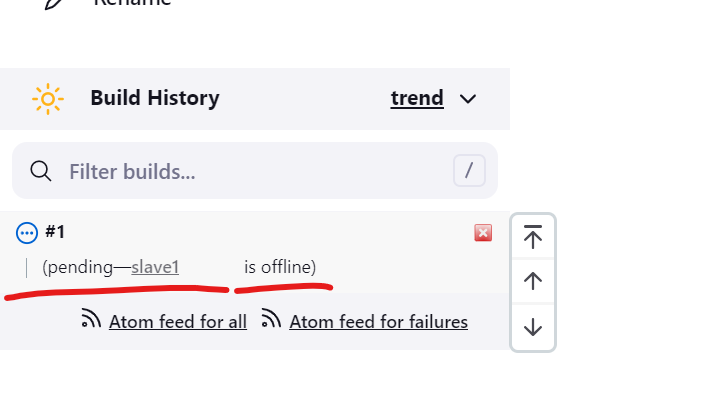 Rename
Build History trend
Filter builds... /
#1
(pending—slave1 is offline)
Atom feed for all Atom feed for failures